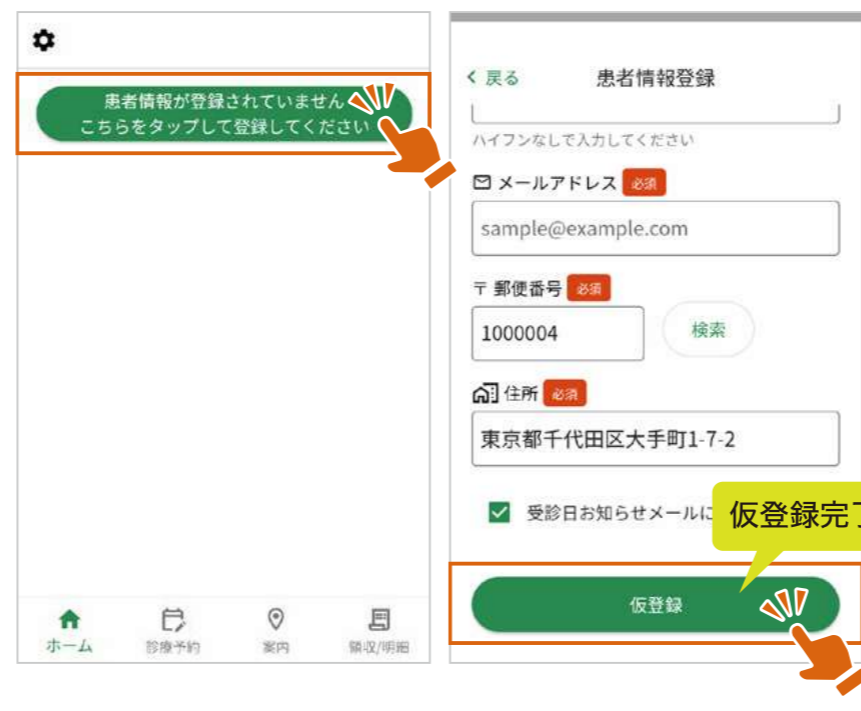 患者情報が登録されていません
こちらをタップして登録してください
ホーム
診療予約
案内
領収/明細
戻る
患者情報登録
ハイフンなしで入力してください
メールアドレス 必須
sample@example.com
〒 郵便番号 必須
1000004
検索
住所 必須
東京都千代田区大手町1-7-2
受診日お知らせメールに
仮登録完了
仮登録